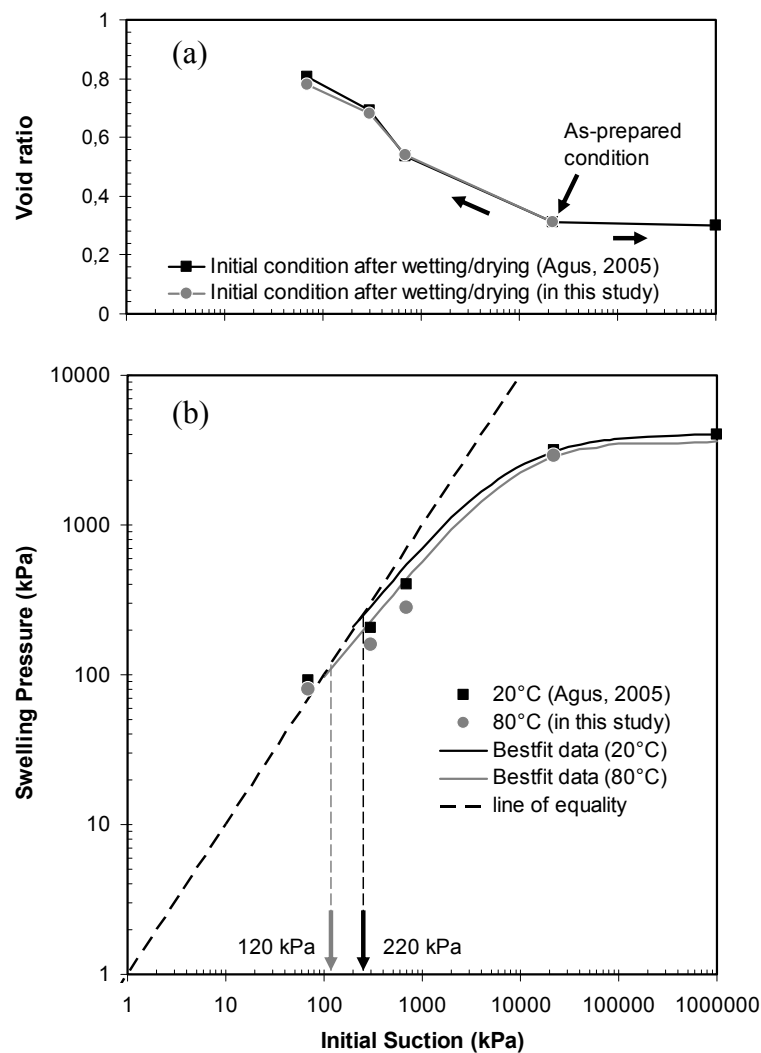 (a)
1
0,8
0,6
0,4
0,2
0
Void ratio
As-prepared
condition
Initial condition after wetting/drying (Agus, 2005)
Initial condition after wetting/drying (in this study)
(b)
10000
1000
100
10
1
Swelling Pressure (kPa)
20°C (Agus, 2005)
80°C (in this study)
Bestfit data (20°C)
Bestfit data (80°C)
line of equality
120 kPa
220 kPa
1 10 100 1000 10000 100000 1000000
Initial Suction (kPa)